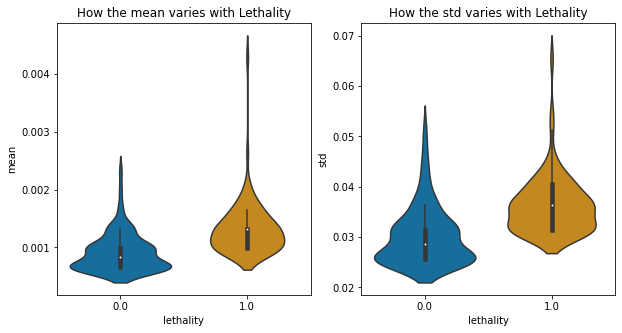 How the mean varies with Lethality
mean
0.004
0.003
0.002
0.001
0.0 1.0
lethality
How the std varies with Lethality
std
0.07
0.06
0.05
0.04
0.03
0.02
0.0 1.0
lethality